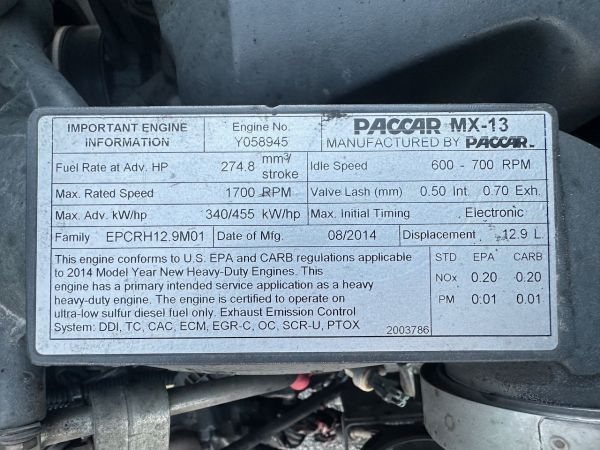 IMPORTANT ENGINE INFORMATION
Engine No. Y058945
PACCAR MX-13
MANUFACTURED BY PACCAR INC
Fuel Rate at Adv. HP 274.8 mm³/stroke
Idle Speed 600 - 700 RPM
Max. Rated Speed 1700 RPM
Valve Lash (mm) 0.50 Int. 0.70 Exh.
Max. Adv. kW/hp 340/455 kW/hp
Max. Initial Timing Electronic
Family EPCRH12.9M01
Date of Mfg. 08/2014
Displacement 12.9 L
This engine conforms to U.S. EPA and CARB regulations applicable
to 2014 Model Year New Heavy-Duty Engines. This
engine has a primary intended service application as a heavy
heavy-duty engine. The engine is certified to operate on
ultra-low sulfur diesel fuel only. Exhaust Emission Control
System: DDI, TC, CAC, ECM, EGR-C, OC, SCR-U, PTOX
2003786
STD EPA CARB
NOx 0.20 0.20
PM 0.01 0.01